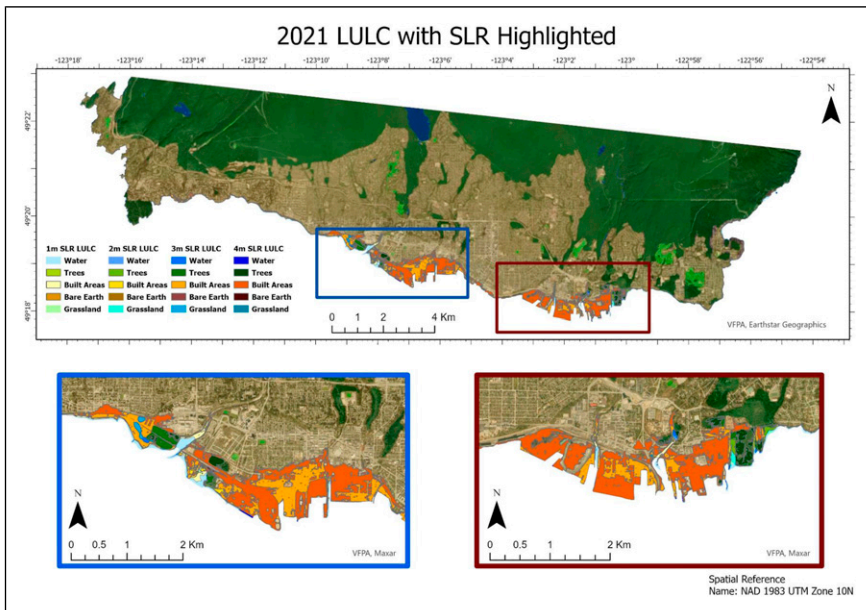 2021 LULC with SLR Highlighted
-123°18' -123°16' -123°14' -123°12' -123°10' -123°8' -123°6' -123°4' -123°2' -123° -122°58' -122°56' -122°54'
49°22'
49°20'
49°18'
N
1m SLR LULC 2m SLR LULC 3m SLR LULC 4m SLR LULC
Water Water Water Water
Trees Trees Trees Trees
Built Areas Built Areas Built Areas Built Areas
Bare Earth Bare Earth Bare Earth Bare Earth
Grassland Grassland Grassland Grassland
0 1 2 4 Km
VFPA, Earthstar Geographics
N
0 0.5 1 2 Km
VFPA, Maxar
N
0 0.5 1 2 Km
VFPA, Maxar
Spatial Reference
Name: NAD 1983 UTM Zone 10N